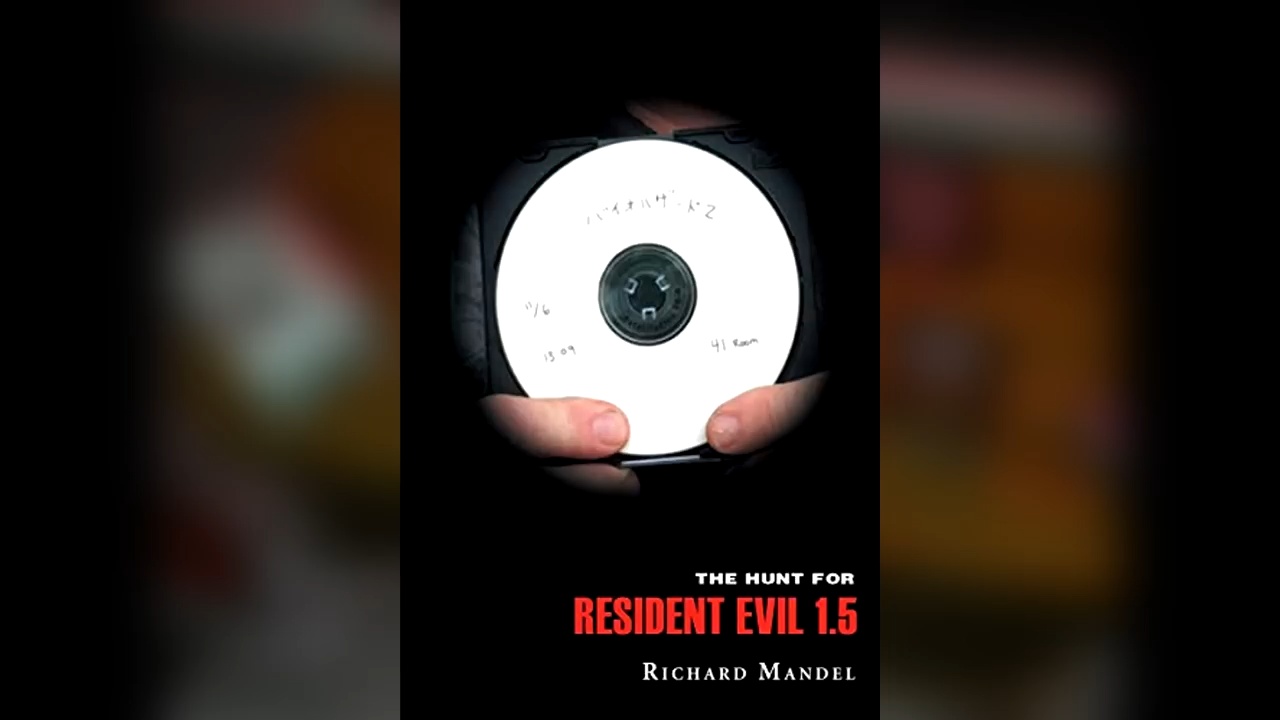 バイオハザード2
11/6
13:09
41 Room
THE HUNT FOR
RESIDENT EVIL 1.5
RICHARD MANDEL